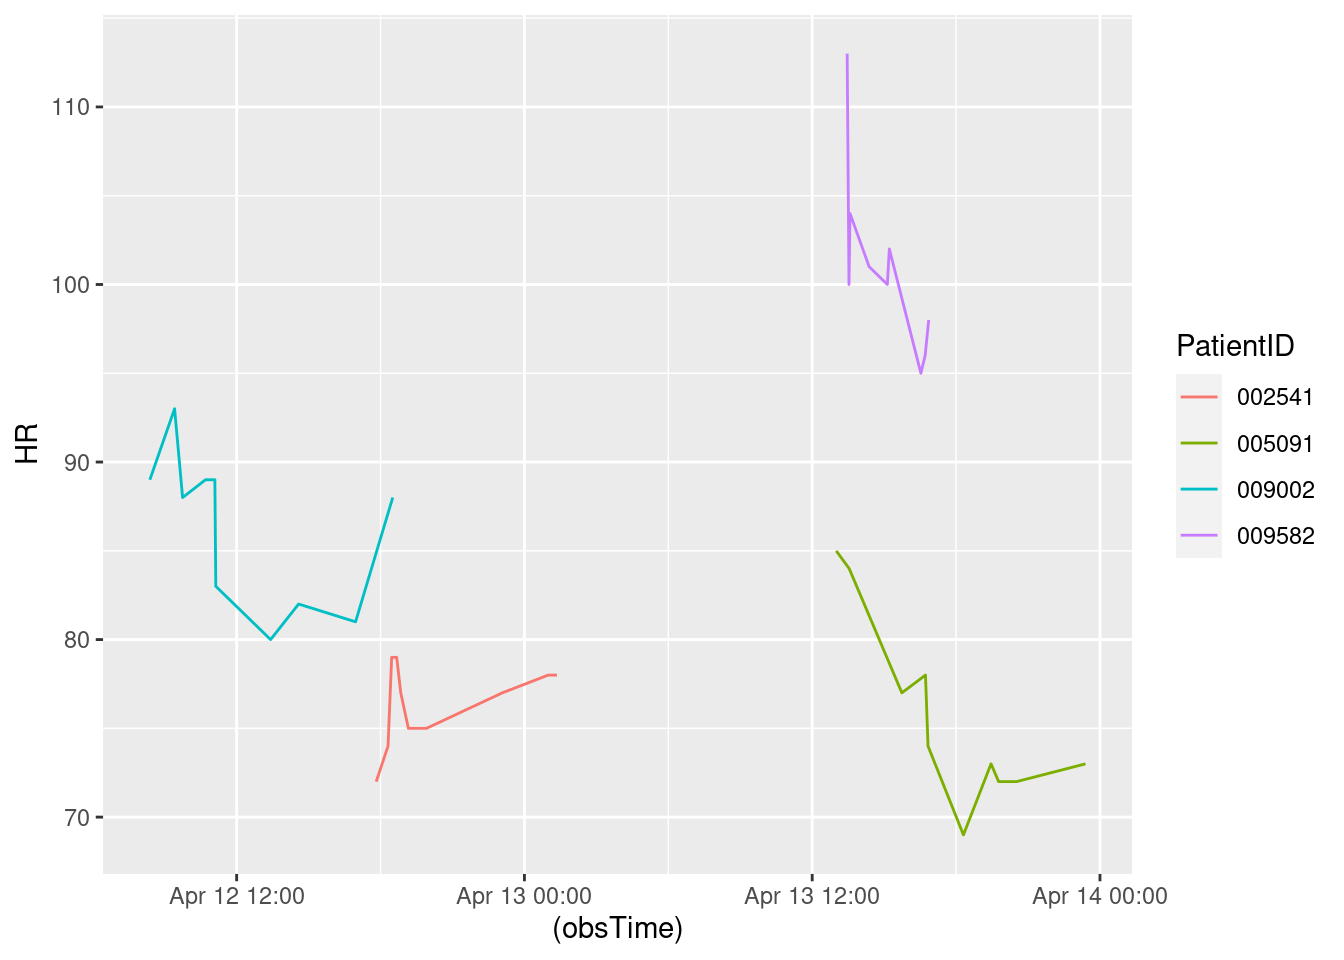 110
100
90
80
70
HR
Apr 12 12:00
Apr 13 00:00
Apr 13 12:00
Apr 14 00:00
(obsTime)
PatientID
002541
005091
009002
009582